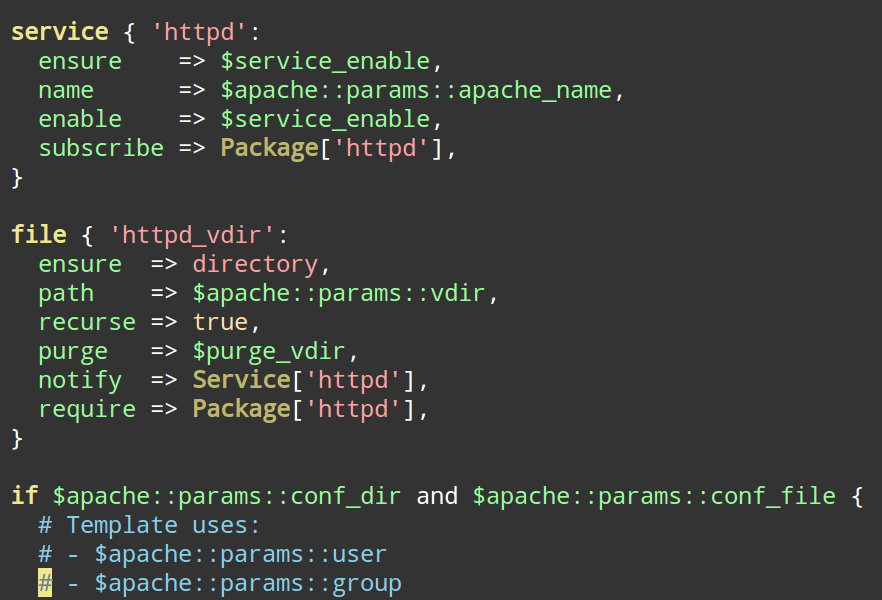 service { 'httpd':
  ensure    => $service_enable,
  name      => $apache::params::apache_name,
  enable    => $service_enable,
  subscribe => Package['httpd'],
}

file { 'httpd_vdir':
  ensure  => directory,
  path    => $apache::params::vdir,
  recurse => true,
  purge   => $purge_vdir,
  notify  => Service['httpd'],
  require => Package['httpd'],
}

if $apache::params::conf_dir and $apache::params::conf_file {
  # Template uses:
  # - $apache::params::user
  # - $apache::params::group